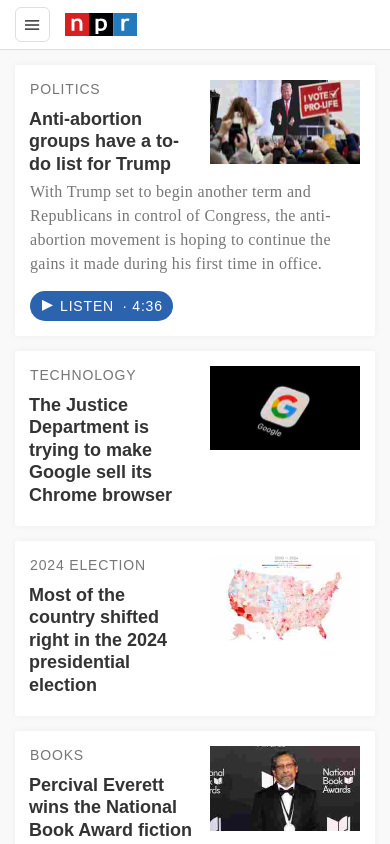 npr
POLITICS
Anti-abortion
groups have a to-
do list for Trump
I VOTE
PRO-LIFE
With Trump set to begin another term and
Republicans in control of Congress, the anti-
abortion movement is hoping to continue the
gains it made during his first time in office.
LISTEN · 4:36
TECHNOLOGY
The Justice
Department is
trying to make
Google sell its
Chrome browser
Google
2024 ELECTION
Most of the
country shifted
right in the 2024
presidential
election
BOOKS
Percival Everett
wins the National
Book Award fiction
National
Book
Awards
National
Book
Awards